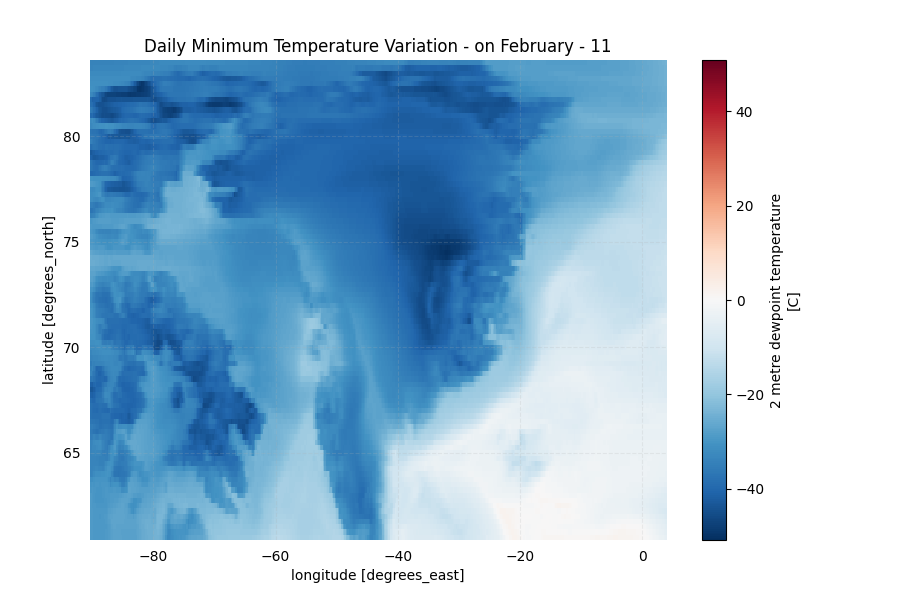 Daily Minimum Temperature Variation - on February - 11
80
75
70
65
latitude [degrees_north]
−80
−60
−40
−20
0
longitude [degrees_east]
40
20
0
−20
−40
2 metre dewpoint temperature
[C]